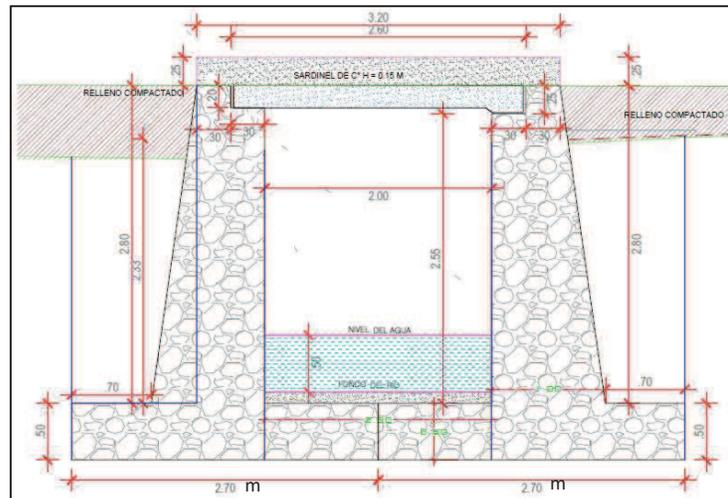 3.20
2.60
.25
SARDINEL DE C° H = 0.15 M
.25
RELLENO COMPACTADO
.20
.25
RELLENO COMPACTADO
.30
.30
.30
.30
2.00
2.80
2.33
2.55
2.80
NIVEL DEL AGUA
.50
FONDO DEL RIO
.70
.70
.50
.50
2.70 m
2.70 m